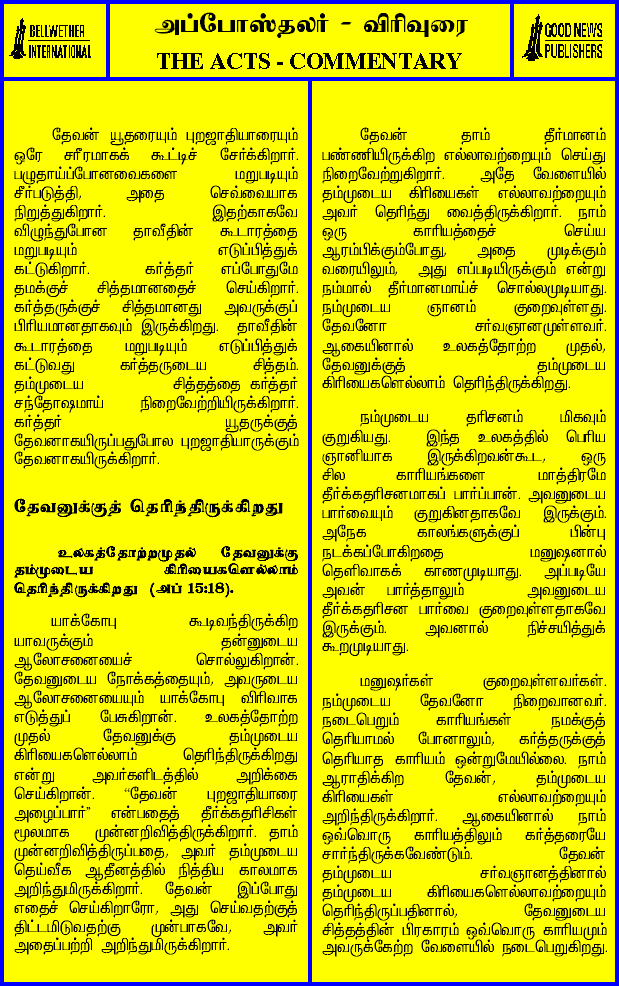 BELLWETHER
INTERNATIONAL
அப்போஸ்தலர் - விரிவுரை
THE ACTS - COMMENTARY
GOOD NEWS
PUBLISHERS
தேவன் யூதரையும் புறஜாதியாரையும்
ஒரே சரீரமாகக் கூட்டிச் சேர்க்கிறார்.
பழுதாய்ப்போனவைகளை மறுபடியும்
சீர்படுத்தி, அதை செவ்வையாக
நிறுத்துகிறார். இதற்காகவே
விழுந்துபோன தாவீதின் கூடாரத்தை
மறுபடியும் எடுப்பித்துக்
கட்டுகிறார். கர்த்தர் எப்போதுமே
தமக்குச் சித்தமானதைச் செய்கிறார்.
கர்த்தருக்குச் சித்தமானது அவருக்குப்
பிரியமானதாகவும் இருக்கிறது. தாவீதின்
கூடாரத்தை மறுபடியும் எடுப்பித்துக்
கட்டுவது கர்த்தருடைய சித்தம்.
தம்முடைய சித்தத்தை கர்த்தர்
சந்தோஷமாய் நிறைவேற்றியிருக்கிறார்.
கர்த்தர் யூதருக்குத்
தேவனாகயிருப்பதுபோல புறஜாதியாருக்கும்
தேவனாகயிருக்கிறார்.
தேவனுக்குத் தெரிந்திருக்கிறது
உலகத்தோற்றமுதல் தேவனுக்கு
தம்முடைய கிரியைகளெல்லாம்
தெரிந்திருக்கிறது (அப் 15:18).
யாக்கோபு கூடிவந்திருக்கிற
யாவருக்கும் தன்னுடைய
ஆலோசனையைச் சொல்லுகிறான்.
தேவனுடைய நோக்கத்தையும், அவருடைய
ஆலோசனையையும் யாக்கோபு விரிவாக
எடுத்துப் பேசுகிறான். உலகத்தோற்ற
முதல் தேவனுக்கு தம்முடைய
கிரியைகளெல்லாம் தெரிந்திருக்கிறது
என்று அவர்களிடத்தில் அறிக்கை
செய்கிறான். “தேவன் புறஜாதியாரை
அழைப்பார்” என்பதைத் தீர்க்கதரிசிகள்
மூலமாக முன்னறிவித்திருக்கிறார். தாம்
முன்னறிவித்திருப்பதை, அவர் தம்முடைய
தெய்வீக ஆதீனத்தில் நித்திய காலமாக
அறிந்துமிருக்கிறார். தேவன் இப்போது
எதைச் செய்கிறாரோ, அது செய்வதற்குத்
திட்டமிடுவதற்கு முன்பாகவே, அவர்
அதைப்பற்றி அறிந்துமிருக்கிறார்.
தேவன் தாம் தீர்மானம்
பண்ணியிருக்கிற எல்லாவற்றையும் செய்து
நிறைவேற்றுகிறார். அதே வேளையில்
தம்முடைய கிரியைகள் எல்லாவற்றையும்
அவர் தெரிந்து வைத்திருக்கிறார். நாம்
ஒரு காரியத்தைச் செய்ய
ஆரம்பிக்கும்போது, அதை முடிக்கும்
வரையிலும், அது எப்படியிருக்கும் என்று
நம்மால் தீர்மானமாய்ச் சொல்லமுடியாது.
நம்முடைய ஞானம் குறைவுள்ளது.
தேவனோ சர்வஞானமுள்ளவர்.
ஆகையினால் உலகத்தோற்ற முதல்,
தேவனுக்குத் தம்முடைய
கிரியைகளெல்லாம் தெரிந்திருக்கிறது.
நம்முடைய தரிசனம் மிகவும்
குறுகியது. இந்த உலகத்தில் பெரிய
ஞானியாக இருக்கிறவன்கூட, ஒரு
சில காரியங்களை மாத்திரமே
தீர்க்கதரிசனமாகப் பார்ப்பான். அவனுடைய
பார்வையும் குறுகினதாகவே இருக்கும்.
அநேக காலங்களுக்குப் பின்பு
நடக்கப்போகிறதை மனுஷனால்
தெளிவாகக் காணமுடியாது. அப்படியே
அவன் பார்த்தாலும் அவனுடைய
தீர்க்கதரிசன பார்வை குறைவுள்ளதாகவே
இருக்கும். அவனால் நிச்சயித்துக்
கூறமுடியாது.
மனுஷர்கள் குறைவுள்ளவர்கள்.
நம்முடைய தேவனோ நிறைவானவர்.
நடைபெறும் காரியங்கள் நமக்குத்
தெரியாமல் போனாலும், கர்த்தருக்குத்
தெரியாத காரியம் ஒன்றுமேயில்லை. நாம்
ஆராதிக்கிற தேவன், தம்முடைய
கிரியைகள் எல்லாவற்றையும்
அறிந்திருக்கிறார். ஆகையினால் நாம்
ஒவ்வொரு காரியத்திலும் கர்த்தரையே
சார்ந்திருக்கவேண்டும். தேவன்
தம்முடைய சர்வஞானத்தினால்
தம்முடைய கிரியைகளெல்லாவற்றையும்
தெரிந்திருப்பதினால், தேவனுடைய
சித்தத்தின் பிரகாரம் ஒவ்வொரு காரியமும்
அவருக்கேற்ற வேளையில் நடைபெறுகிறது.